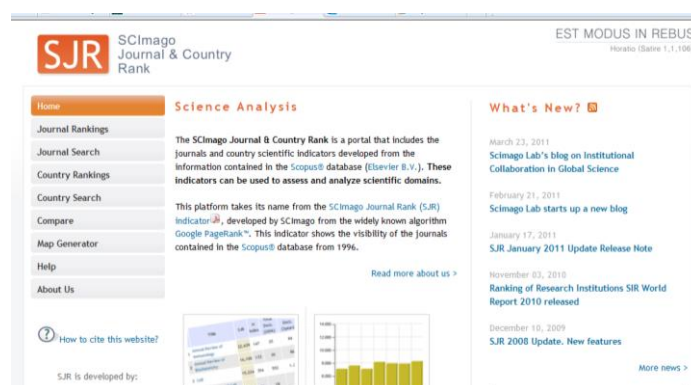 SJR
SCImago
Journal & Country
Rank
EST MODUS IN REBUS
Horatio (Satire 1,1,106
Home
Journal Rankings
Journal Search
Country Rankings
Country Search
Compare
Map Generator
Help
About Us
How to cite this website?
SJR is developed by:
Science Analysis
The SCImago Journal & Country Rank is a portal that includes the
journals and country scientific indicators developed from the
information contained in the Scopus® database (Elsevier B.V.). These
indicators can be used to assess and analyze scientific domains.
This platform takes its name from the SCImago Journal Rank (SJR)
indicator, developed by SCImago from the widely known algorithm
Google PageRank™. This indicator shows the visibility of the journals
contained in the Scopus® database from 1996.
Read more about us >
What's New?
March 23, 2011
Scimago Lab's blog on Institutional
Collaboration in Global Science
February 21, 2011
Scimago Lab starts up a new blog
January 17, 2011
SJR January 2011 Update Release Note
November 03, 2010
Ranking of Research Institutions SIR World
Report 2010 released
December 10, 2009
SJR 2008 Update. New features
More news >